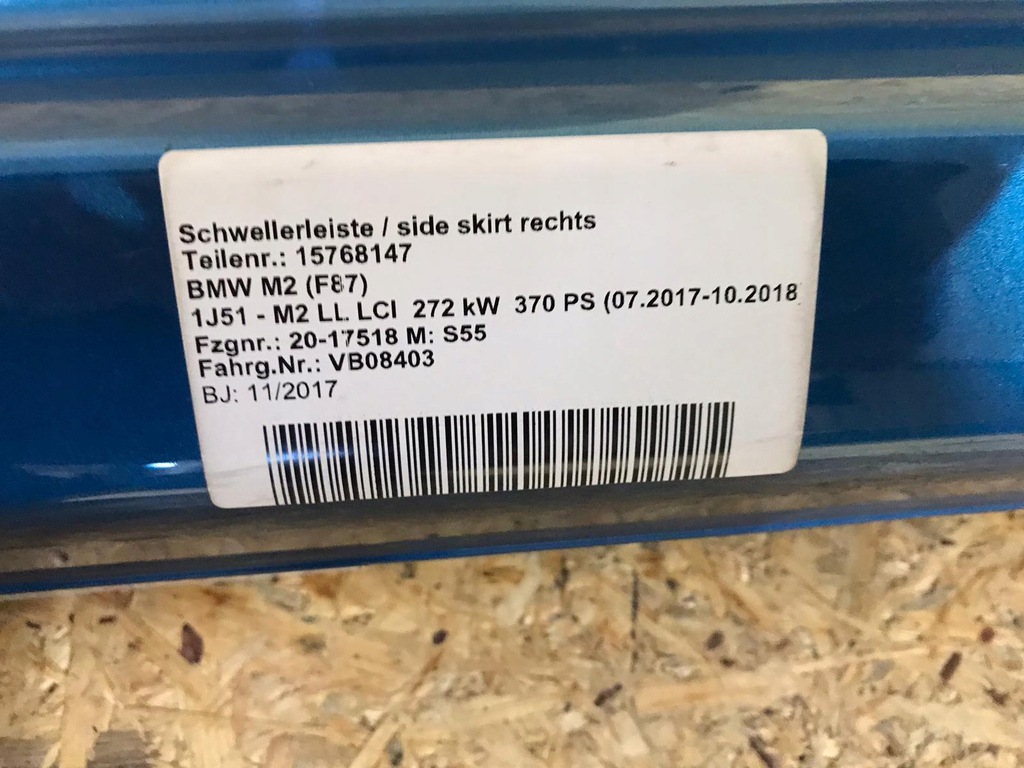 Schwellerleiste / side skirt rechts
Teilenr.: 15768147
BMW M2 (F87)
1J51 - M2 LL LCI 272 kW 370 PS (07.2017-10.2018
Fzgnr.: 20-17518 M: S55
Fahrg.Nr.: VB08403
BJ: 11/2017